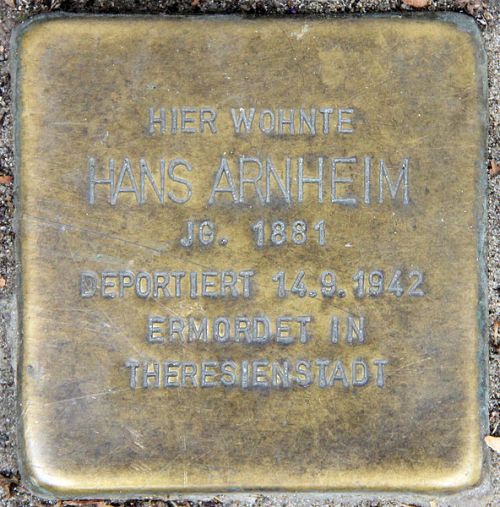 HIER WOHNTE
HANS ARNHEIM
JG. 1881
DEPORTIERT 14.9.1942
ERMORDET IN
THERESIENSTADT